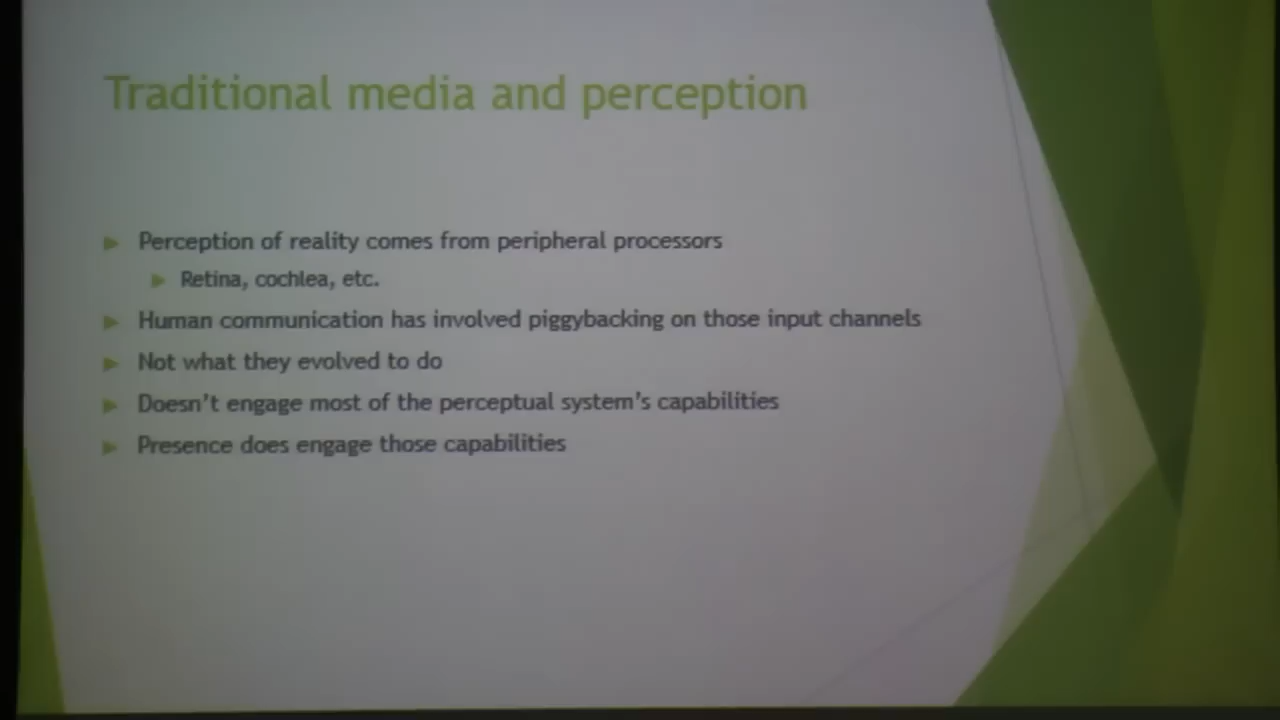 Traditional media and perception
Perception of reality comes from peripheral processors
Retina, cochlea, etc.
Human communication has involved piggybacking on those input channels
Not what they evolved to do
Doesn't engage most of the perceptual system's capabilities
Presence does engage those capabilities